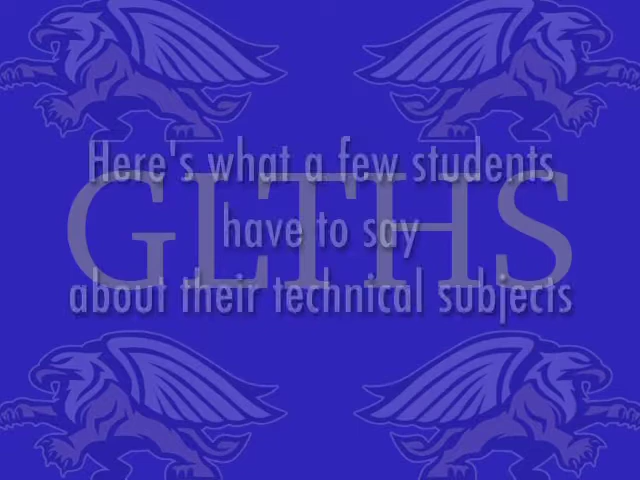 Here's what a few students
GLTHS
have to say
about their technical subjects